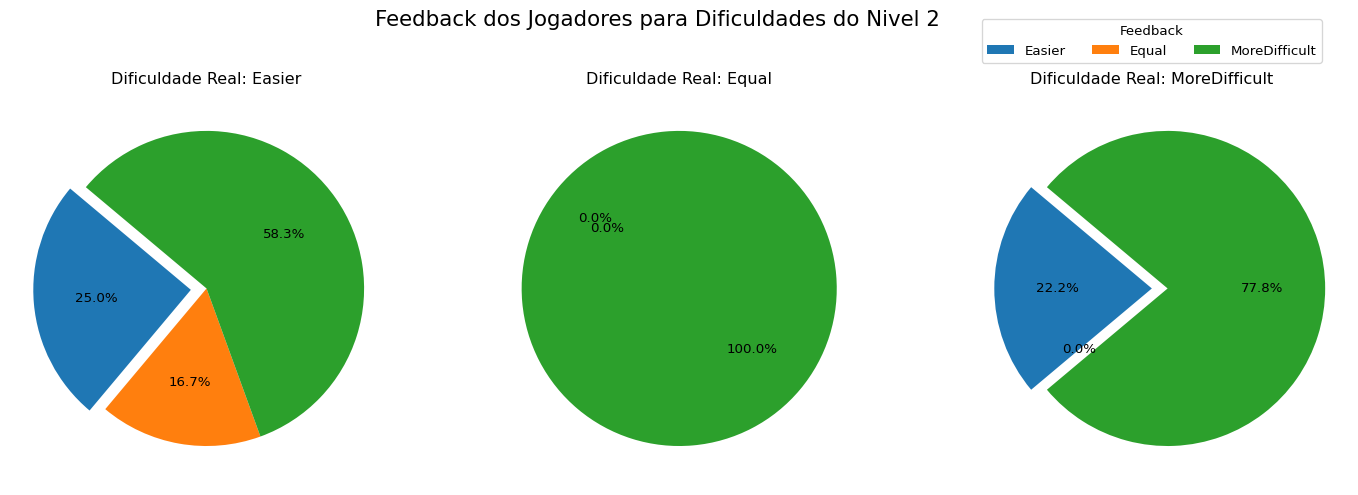 Feedback dos Jogadores para Dificuldades do Nivel 2
Feedback
Easier Equal MoreDifficult
Dificuldade Real: Easier
58.3%
25.0%
16.7%
Dificuldade Real: Equal
0.0%
0.0%
100.0%
Dificuldade Real: MoreDifficult
22.2%
77.8%
0.0%